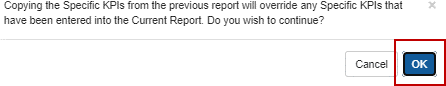 Copying the Specific KPIs from the previous report will override any Specific KPIs that
have been entered into the Current Report. Do you wish to continue?
×
Cancel
OK